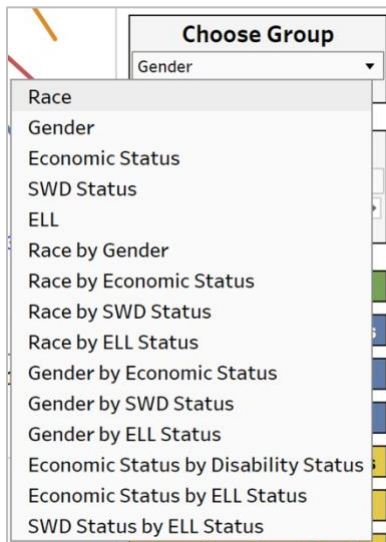 Choose Group
Gender
Race
Gender
Economic Status
SWD Status
ELL
Race by Gender
Race by Economic Status
Race by SWD Status
Race by ELL Status
Gender by Economic Status
Gender by SWD Status
Gender by ELL Status
Economic Status by Disability Status
Economic Status by ELL Status
SWD Status by ELL Status